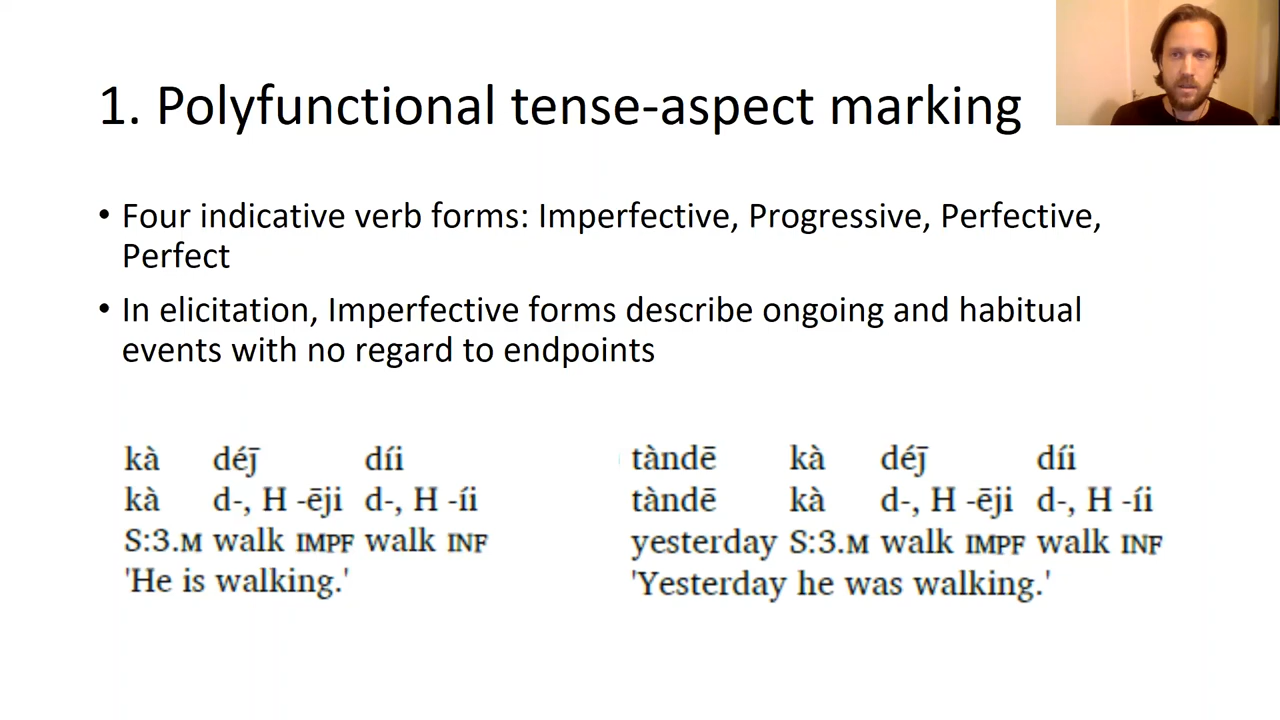 1. Polyfunctional tense-aspect marking
• Four indicative verb forms: Imperfective, Progressive, Perfective,
Perfect
• In elicitation, Imperfective forms describe ongoing and habitual
events with no regard to endpoints
kà déɟ̄ díi
kà d-, H -ēji d-, H -íi
S:3.M walk IMPF walk INF
'He is walking.'
tàndē kà déɟ̄ díi
tàndē kà d-, H -ēji d-, H -íi
yesterday S:3.M walk IMPF walk INF
'Yesterday he was walking.'